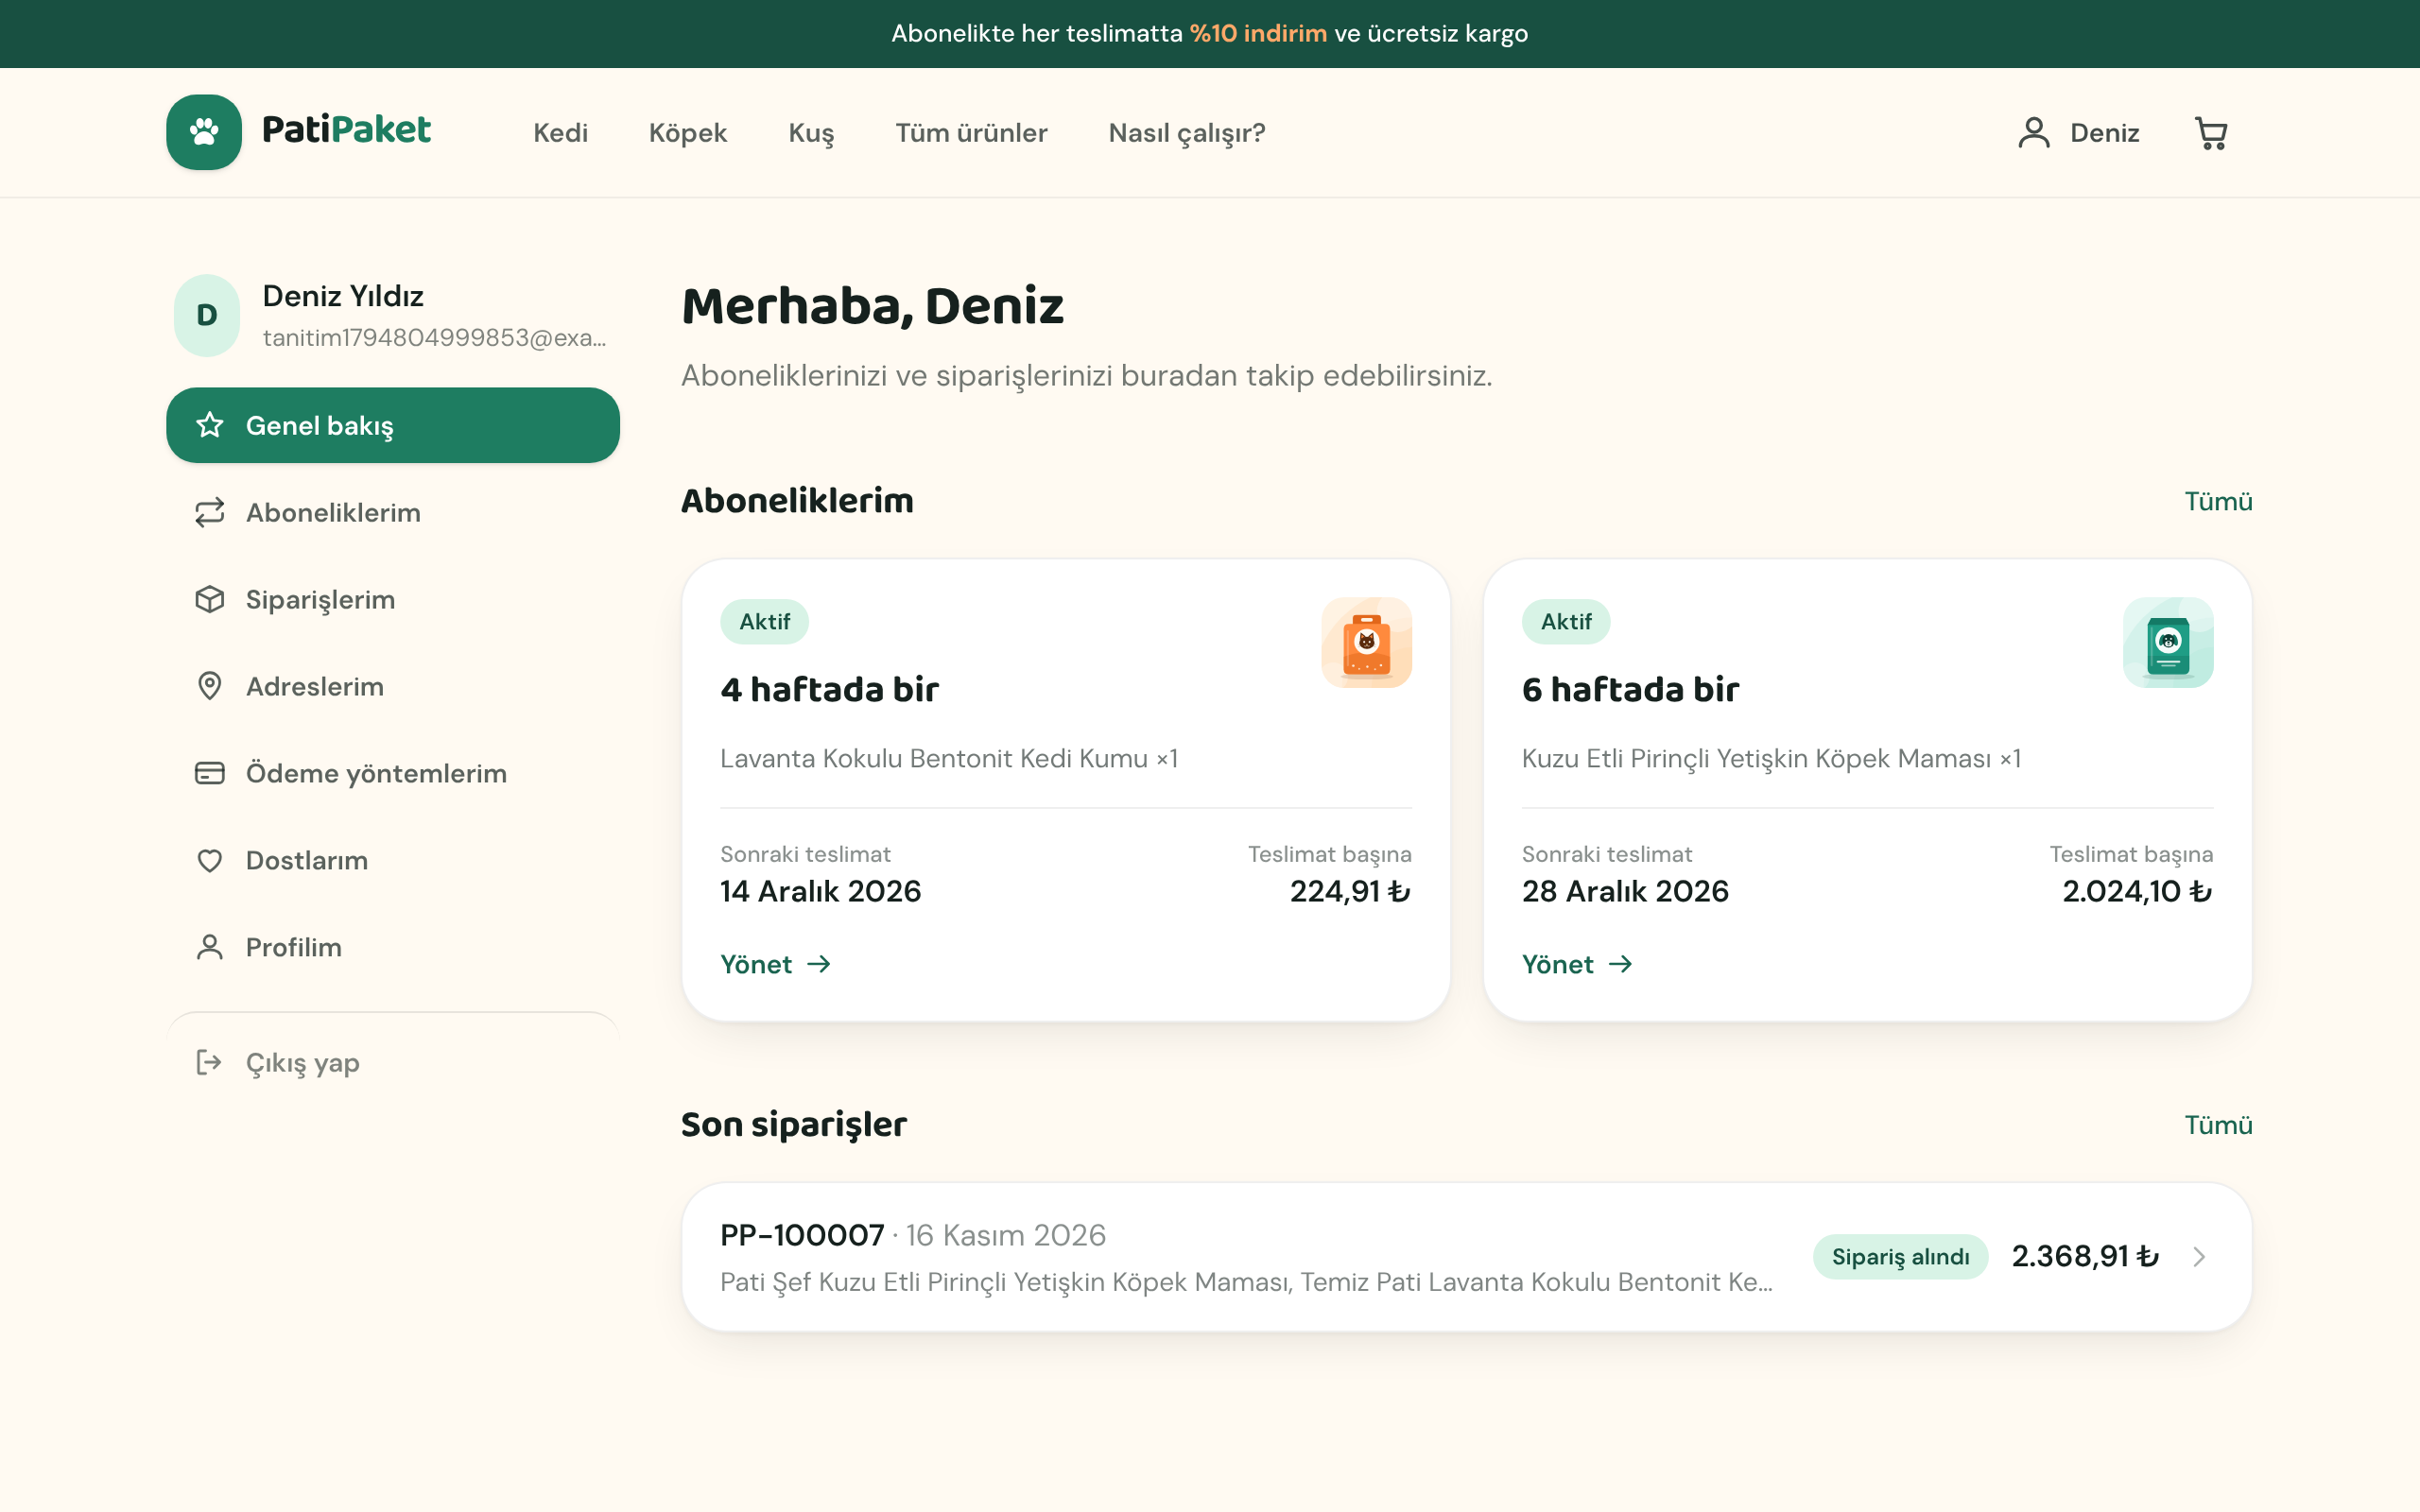 Abonelikte her teslimatta %10 indirim ve ücretsiz kargo
PatiPaket
Kedi
Köpek
Kuş
Tüm ürünler
Nasıl çalışır?
Deniz
D
Deniz Yıldız
tanitim1794804999853@exa...
Genel bakış
Aboneliklerim
Siparişlerim
Adreslerim
Ödeme yöntemlerim
Dostlarım
Profilim
Çıkış yap
Merhaba, Deniz
Aboneliklerinizi ve siparişlerinizi buradan takip edebilirsiniz.
Aboneliklerim
Tümü
Aktif
4 haftada bir
Lavanta Kokulu Bentonit Kedi Kumu ×1
Sonraki teslimat
14 Aralık 2026
Teslimat başına
224,91 ₺
Yönet →
Aktif
6 haftada bir
Kuzu Etli Pirinçli Yetişkin Köpek Maması ×1
Sonraki teslimat
28 Aralık 2026
Teslimat başına
2.024,10 ₺
Yönet →
Son siparişler
Tümü
PP-100007 · 16 Kasım 2026
Pati Şef Kuzu Etli Pirinçli Yetişkin Köpek Maması, Temiz Pati Lavanta Kokulu Bentonit Ke...
Sipariş alındı
2.368,91 ₺